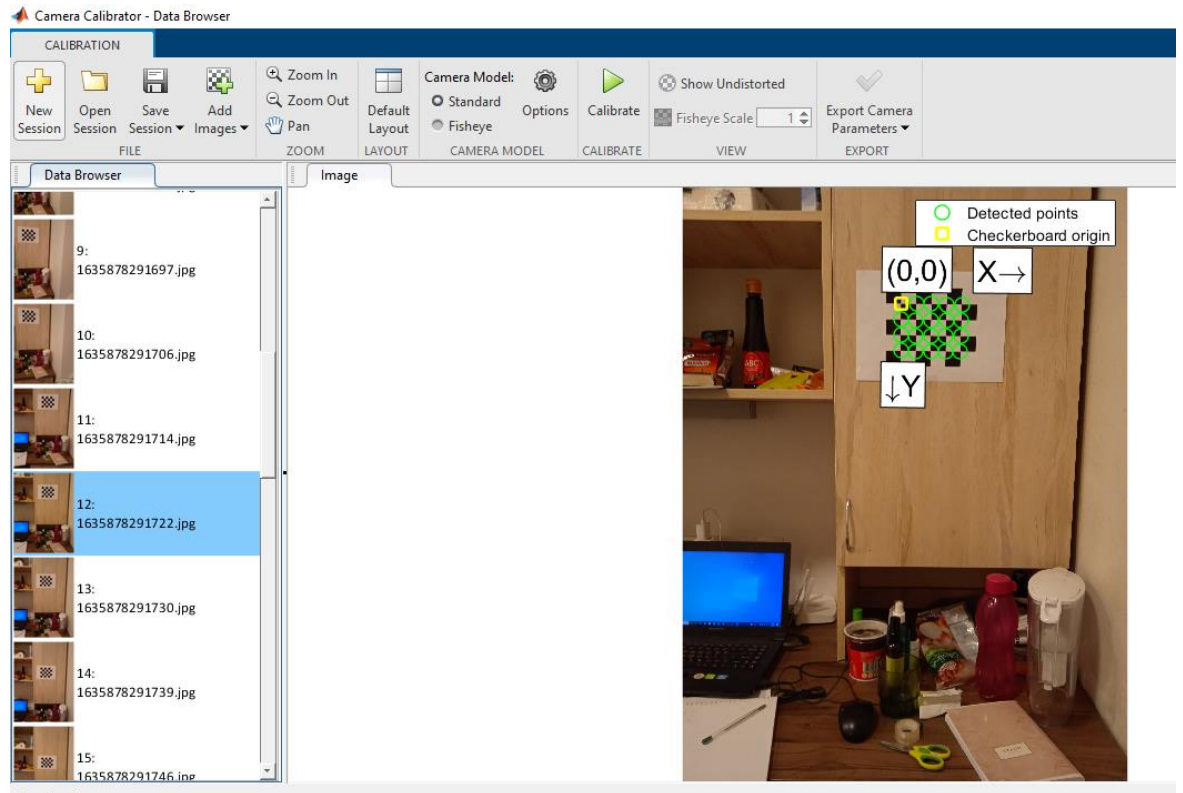 Camera Calibrator - Data Browser
CALIBRATION
New Session
Open Session
Save Session
Add Images
Zoom In
Zoom Out
Pan
Default Layout
Camera Model:
Standard
Fisheye
Options
Calibrate
Show Undistorted
Fisheye Scale 1
Export Camera Parameters
FILE
ZOOM
LAYOUT
CAMERA MODEL
CALIBRATE
VIEW
EXPORT
Data Browser
Image
9:
1635878291697.jpg
10:
1635878291706.jpg
11:
1635878291714.jpg
12:
1635878291722.jpg
13:
1635878291730.jpg
14:
1635878291739.jpg
15:
1635878291746.jpg
Detected points
Checkerboard origin
(0,0)
X→
↓Y
ABC